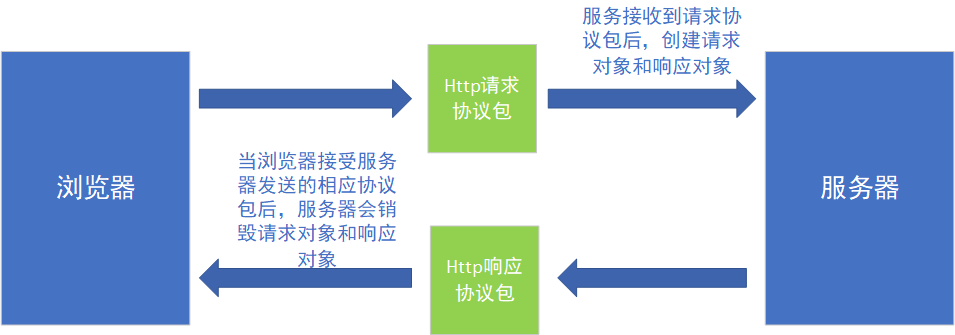 服务接收到请求协
议包后，创建请求
对象和响应对象
Http请求
协议包
浏览器
当浏览器接受服务
器发送的相应协议
包后，服务器会销
毁请求对象和响应
对象
服务器
Http响应
协议包